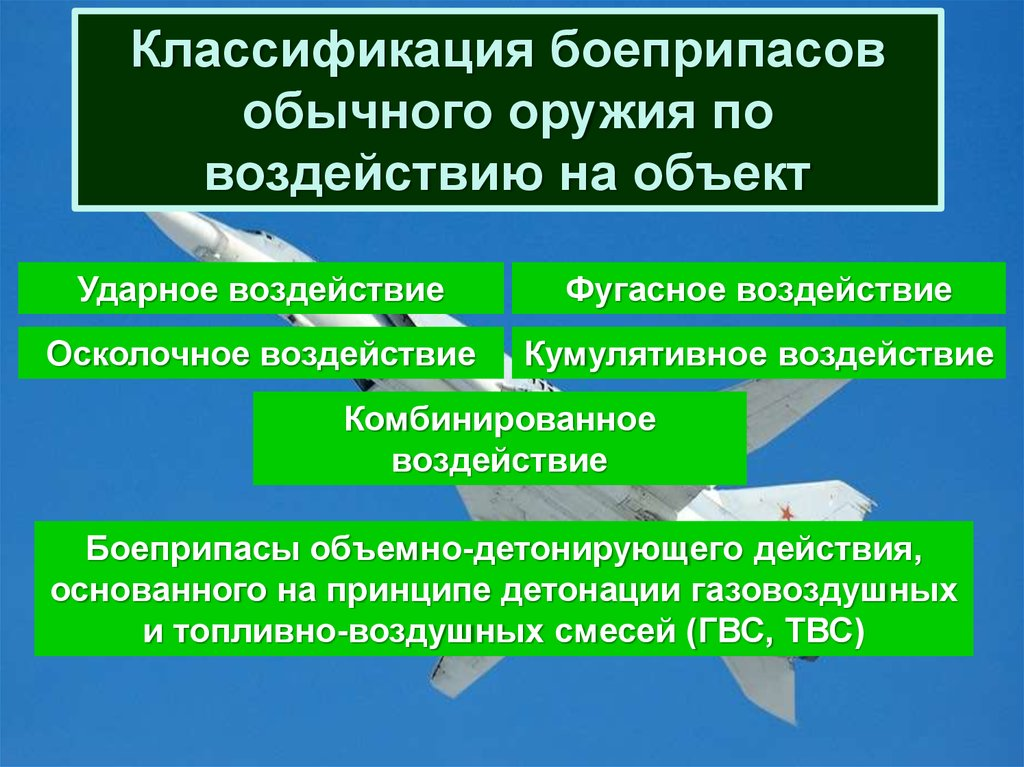 Классификация боеприпасов
обычного оружия по
воздействию на объект
Ударное воздействие
Фугасное воздействие
Осколочное воздействие
Кумулятивное воздействие
Комбинированное
воздействие
Боеприпасы объемно-детонирующего действия,
основанного на принципе детонации газовоздушных
и топливно-воздушных смесей (ГВС, ТВС)